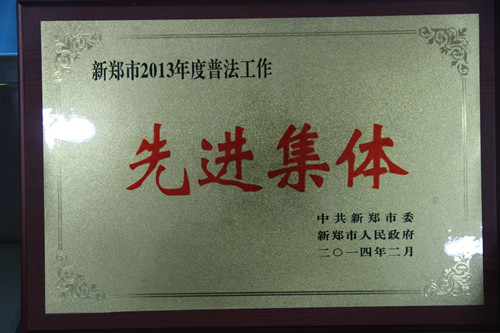 新郑市2013年度普法工作
先进集体
中共新郑市委
新郑市人民政府
二〇一四年二月